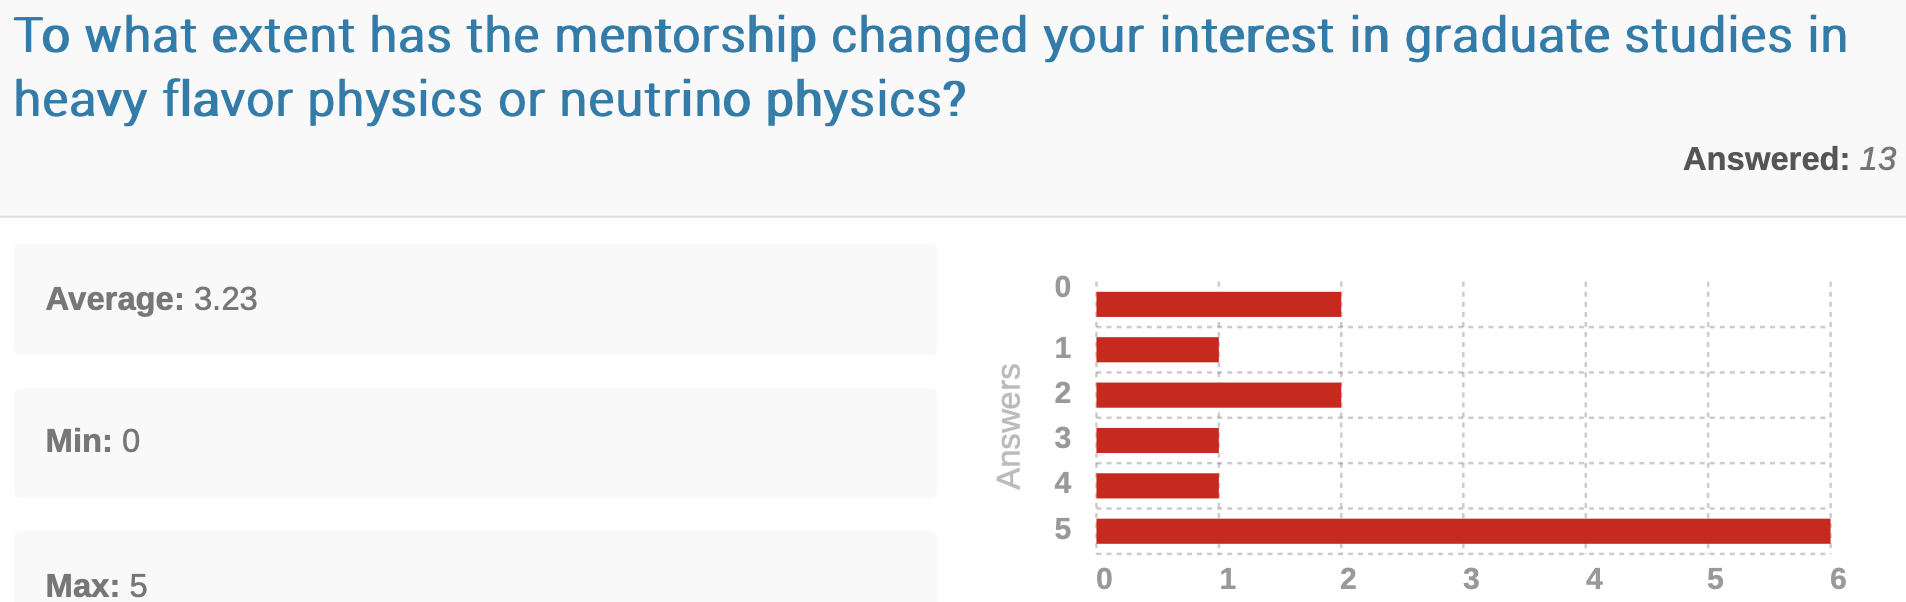 To what extent has the mentorship changed your interest in graduate studies in
heavy flavor physics or neutrino physics?
Answered: 13
Average: 3.23
Min: 0
Max: 5
Answers
0
1
2
3
4
5
0 1 2 3 4 5 6